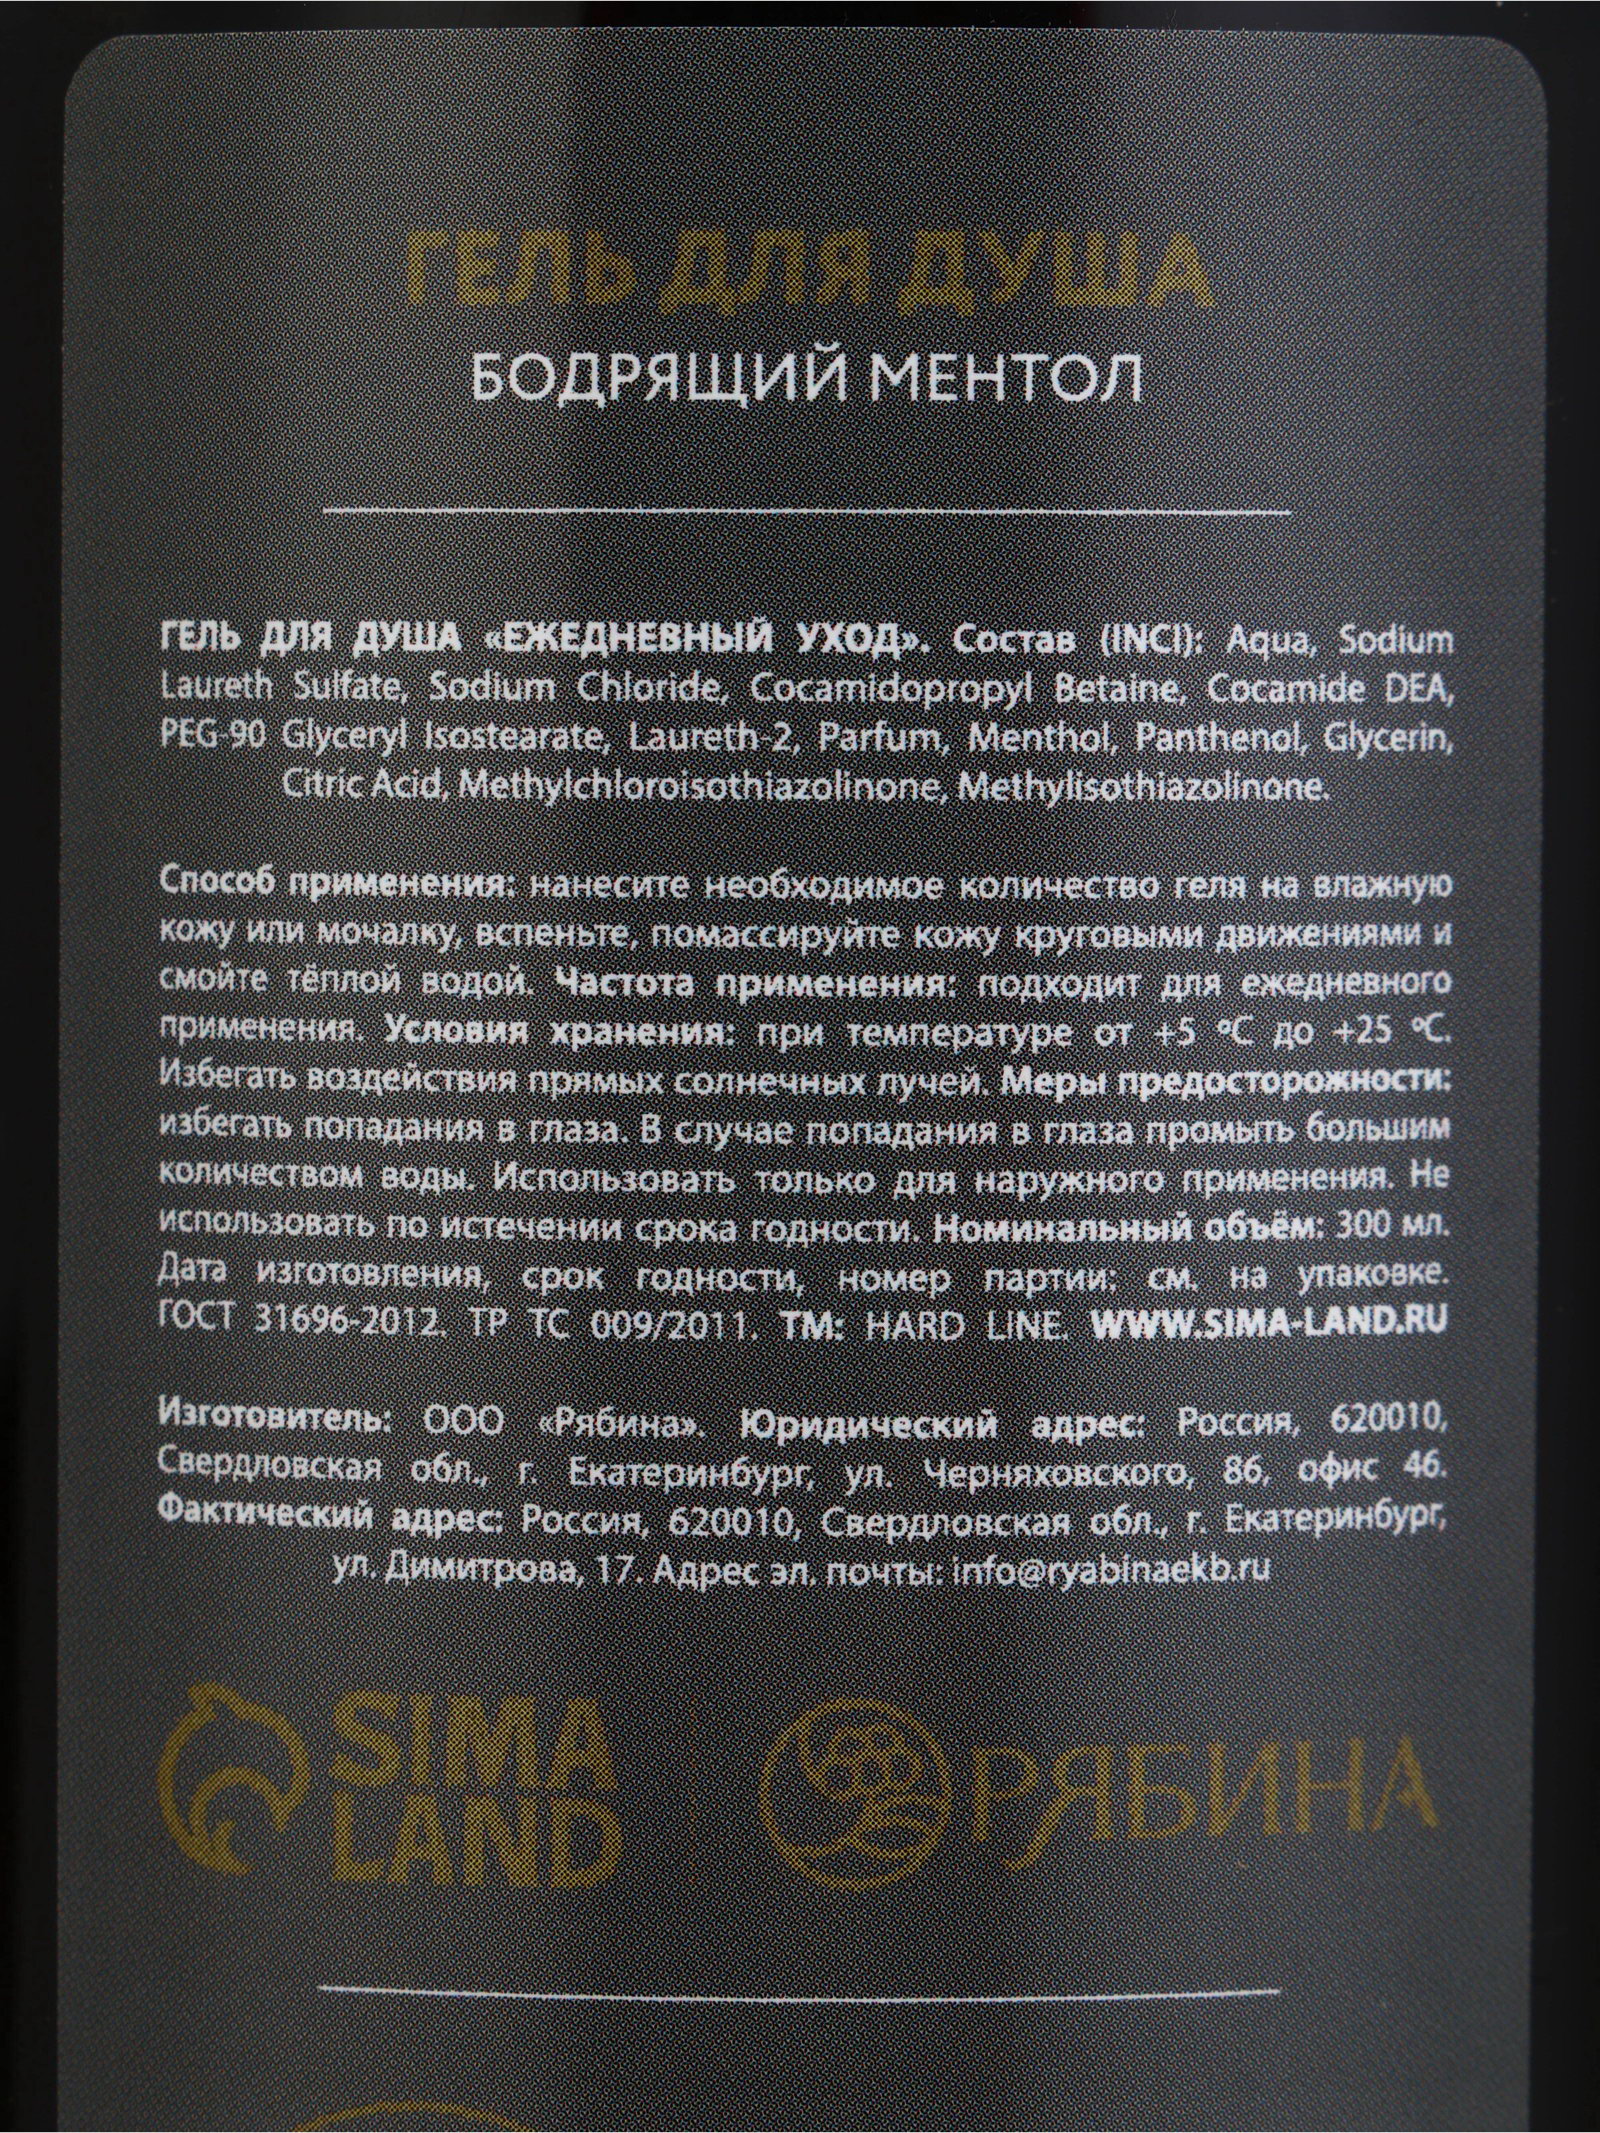 ГЕЛЬ ДЛЯ ДУША
БОДРЯЩИЙ МЕНТОЛ
ГЕЛЬ ДЛЯ ДУША «ЕЖЕДНЕВНЫЙ УХОД». Состав (INCI): Aqua, Sodium
Laureth Sulfate, Sodium Chloride, Cocamidopropyl Betaine, Cocamide DEA,
PEG-90 Glyceryl Isostearate, Laureth-2, Parfum, Menthol, Panthenol, Glycerin,
Citric Acid, Methylchloroisothiazolinone, Methylisothiazolinone.
Способ применения: нанесите необходимое количество геля на влажную
кожу или мочалку, вспеньте, помассируйте кожу круговыми движениями и
смойте тёплой водой. Частота применения: подходит для ежедневного
применения. Условия хранения: при температуре от +5 °С до +25 °С.
Избегать воздействия прямых солнечных лучей. Меры предосторожности:
избегать попадания в глаза. В случае попадания в глаза промыть большим
количеством воды. Использовать только для наружного применения. Не
использовать по истечении срока годности. Номинальный объём: 300 мл.
Дата изготовления, срок годности, номер партии: см. на упаковке.
ГОСТ 31696-2012. ТР ТС 009/2011. ТМ: HARD LINE. WWW.SIMA-LAND.RU
Изготовитель: ООО «Рябина». Юридический адрес: Россия, 620010,
Свердловская обл., г. Екатеринбург, ул. Черняховского, 86, офис 46.
Фактический адрес: Россия, 620010, Свердловская обл., г. Екатеринбург,
ул. Димитрова, 17. Адрес эл. почты: info@ryabinaekb.ru
SIMA
LAND
РЯБИНА